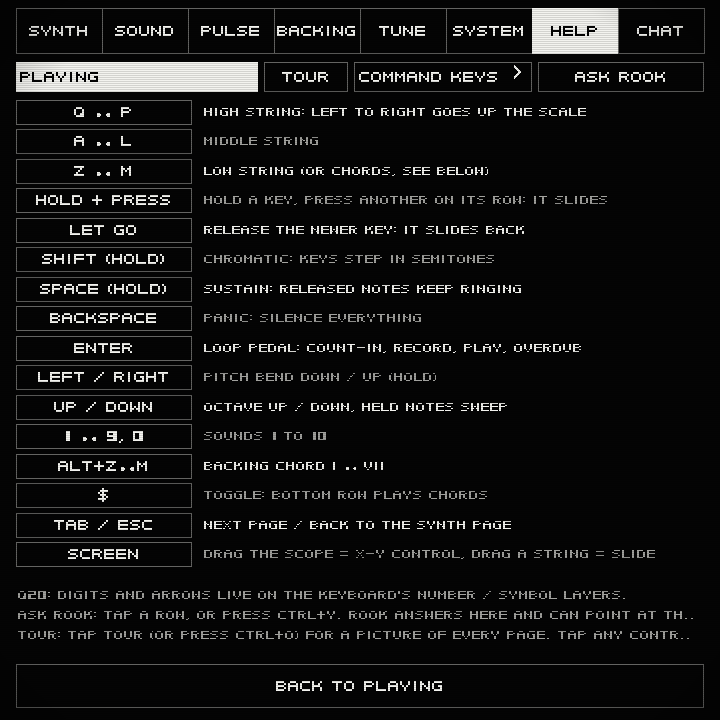 SYNTH SOUND PULSE BACKING TUNE SYSTEM HELP CHAT
PLAYING TOUR COMMAND KEYS > ASK ROOK
Q .. P HIGH STRING: LEFT TO RIGHT GOES UP THE SCALE
A .. L MIDDLE STRING
Z .. M LOW STRING (OR CHORDS, SEE BELOW)
HOLD + PRESS HOLD A KEY, PRESS ANOTHER ON ITS ROW: IT SLIDES
LET GO RELEASE THE NEWER KEY: IT SLIDES BACK
SHIFT (HOLD) CHROMATIC: KEYS STEP IN SEMITONES
SPACE (HOLD) SUSTAIN: RELEASED NOTES KEEP RINGING
BACKSPACE PANIC: SILENCE EVERYTHING
ENTER LOOP PEDAL: COUNT-IN, RECORD, PLAY, OVERDUB
LEFT / RIGHT PITCH BEND DOWN / UP (HOLD)
UP / DOWN OCTAVE UP / DOWN, HELD NOTES SWEEP
1 .. 9, 0 SOUNDS 1 TO 10
ALT+Z..M BACKING CHORD I .. VII
$ TOGGLE: BOTTOM ROW PLAYS CHORDS
TAB / ESC NEXT PAGE / BACK TO THE SYNTH PAGE
SCREEN DRAG THE SCOPE = X-Y CONTROL, DRAG A STRING = SLIDE
Q20: DIGITS AND ARROWS LIVE ON THE KEYBOARD'S NUMBER / SYMBOL LAYERS.
ASK ROOK: TAP A ROW, OR PRESS CTRL+Y. ROOK ANSWERS HERE AND CAN POINT AT TH..
TOUR: TAP TOUR (OR PRESS CTRL+O) FOR A PICTURE OF EVERY PAGE. TAP ANY CONTR..
BACK TO PLAYING